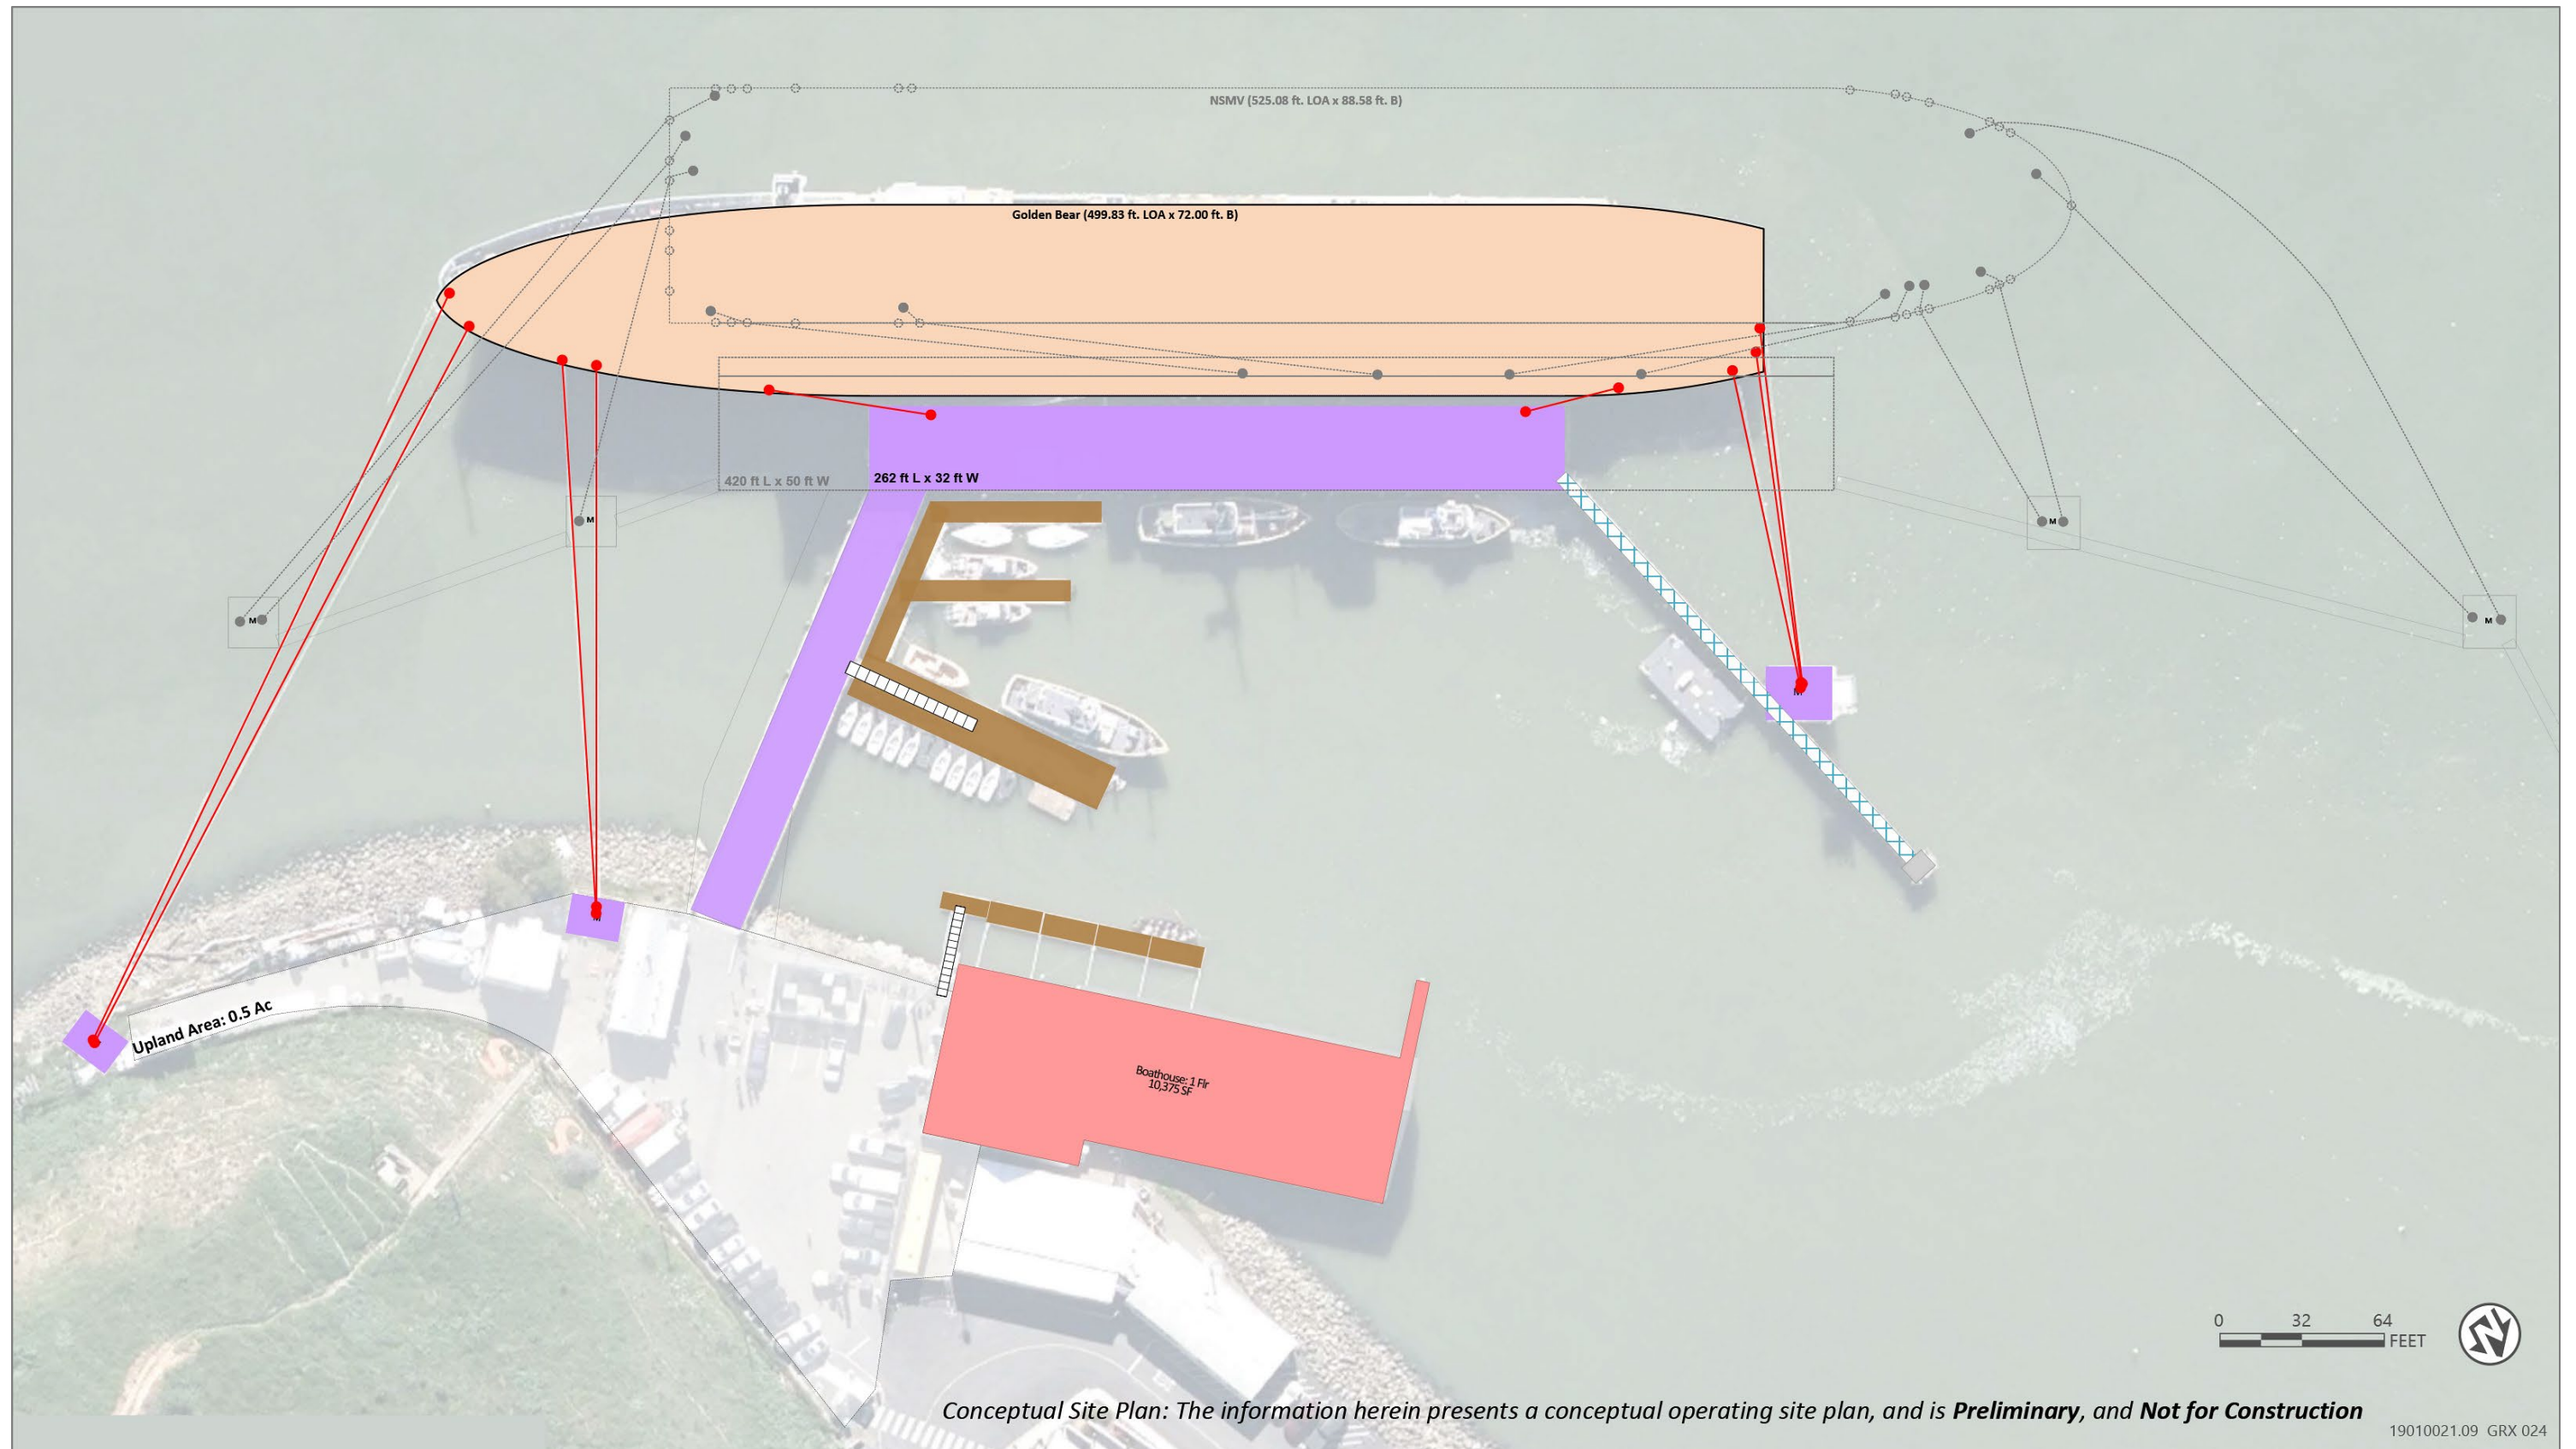 NSMV (525.08 ft. LOA x 88.58 ft. B)
Golden Bear (499.83 ft. LOA x 72.00 ft. B)
420 ft L x 50 ft W
262 ft L x 32 ft W
M
M
M
M
M
M
Upland Area: 0.5 Ac
Boathouse: 1 Flr
10,375 SF
0 32 64
FEET
N
Conceptual Site Plan: The information herein presents a conceptual operating site plan, and is Preliminary, and Not for Construction
19010021.09 GRX 024